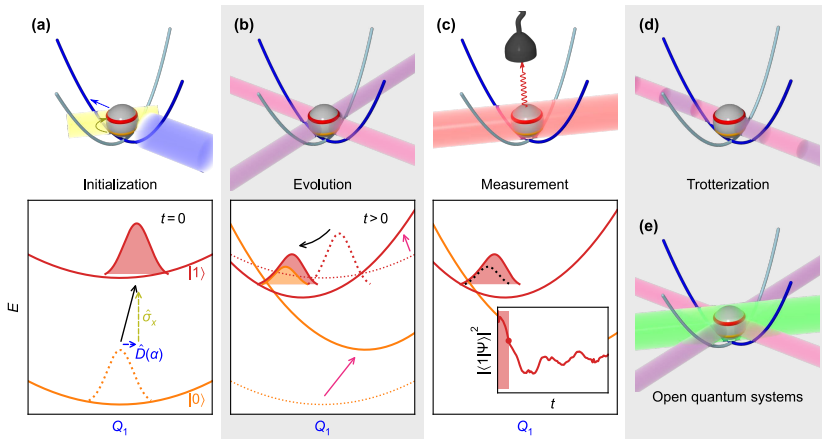 (a)
Initialization
(b)
Evolution
(c)
Measurement
(d)
Trotterization
(e)
Open quantum systems
E
t = 0
|1⟩
σ̂ₓ
D̂(α)
|0⟩
Q₁
t > 0
Q₁
|⟨1|Ψ⟩|²
t
Q₁